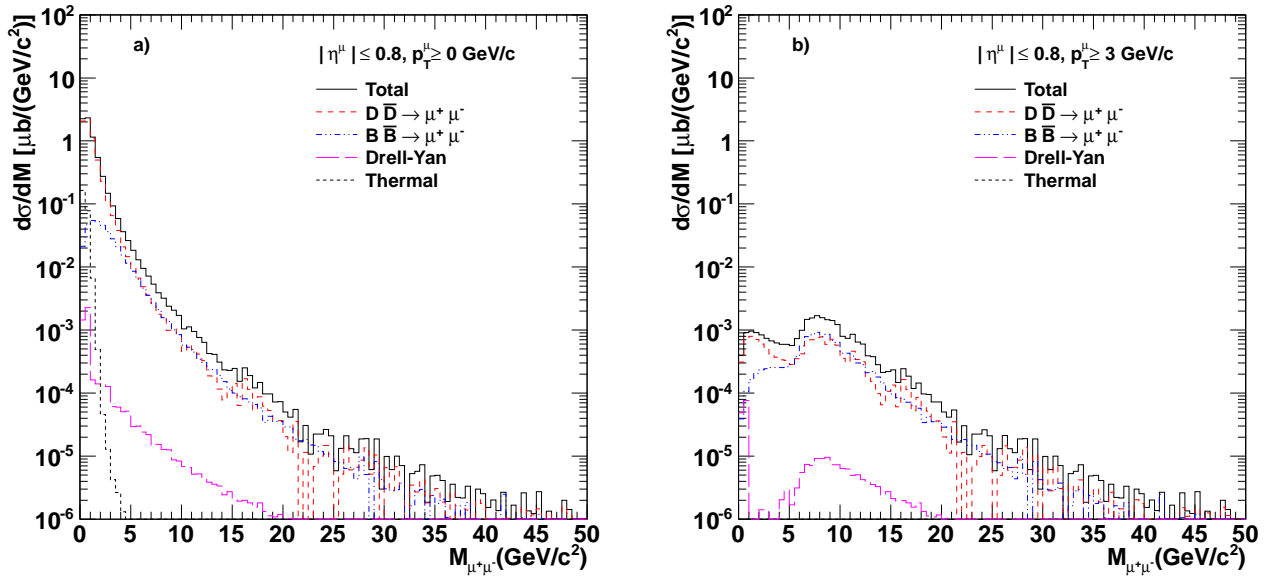 a)
| η^μ | ≤ 0.8, p_T^μ ≥ 0 GeV/c
Total
D D̅ → μ⁺ μ⁻
B B̅ → μ⁺ μ⁻
Drell-Yan
Thermal
dσ/dM [μb/(GeV/c²)]
10²
10
1
10⁻¹
10⁻²
10⁻³
10⁻⁴
10⁻⁵
10⁻⁶
0 5 10 15 20 25 30 35 40 45 50
M_μ⁺μ⁻(GeV/c²)
b)
| η^μ | ≤ 0.8, p_T^μ ≥ 3 GeV/c
Total
D D̅ → μ⁺ μ⁻
B B̅ → μ⁺ μ⁻
Drell-Yan
Thermal
dσ/dM [μb/(GeV/c²)]
10²
10
1
10⁻¹
10⁻²
10⁻³
10⁻⁴
10⁻⁵
10⁻⁶
0 5 10 15 20 25 30 35 40 45 50
M_μ⁺μ⁻(GeV/c²)